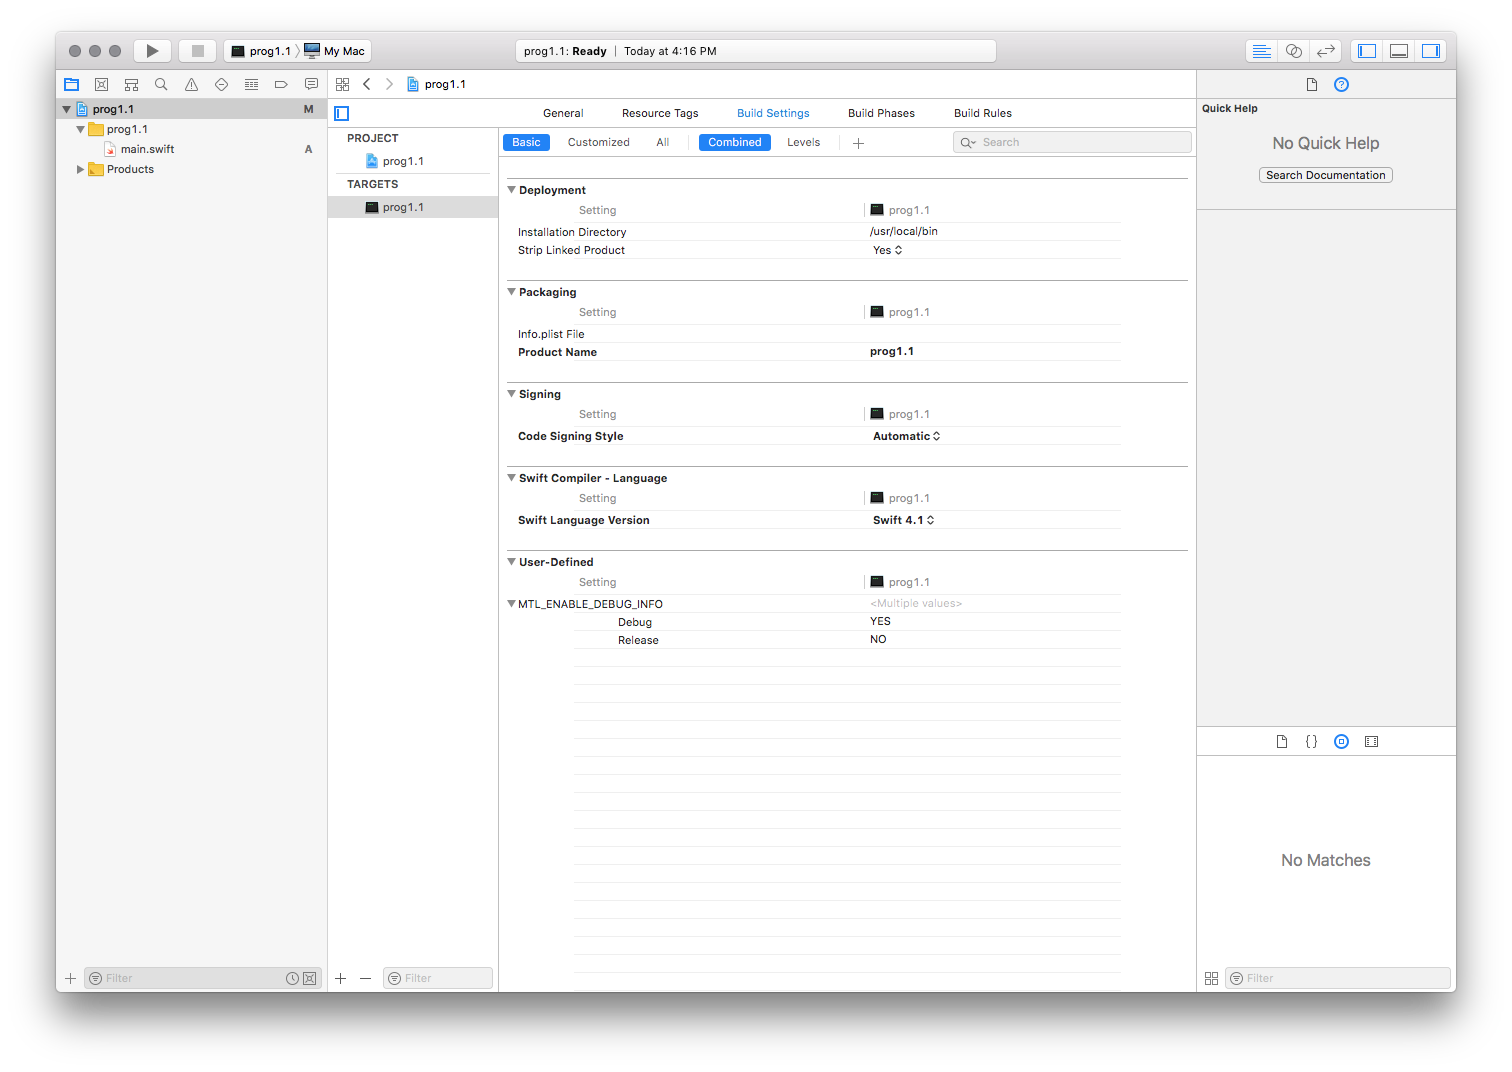 prog1.1 My Mac
prog1.1: Ready | Today at 4:16 PM
prog1.1 M
prog1.1
main.swift A
Products
Filter
prog1.1
General Resource Tags Build Settings Build Phases Build Rules
PROJECT
prog1.1
TARGETS
prog1.1
Filter
Basic Customized All Combined Levels + Search
Deployment
Setting prog1.1
Installation Directory /usr/local/bin
Strip Linked Product Yes
Packaging
Setting prog1.1
Info.plist File
Product Name prog1.1
Signing
Setting prog1.1
Code Signing Style Automatic
Swift Compiler - Language
Setting prog1.1
Swift Language Version Swift 4.1
User-Defined
Setting prog1.1
MTL_ENABLE_DEBUG_INFO <Multiple values>
Debug YES
Release NO
Quick Help
No Quick Help
Search Documentation
No Matches
Filter